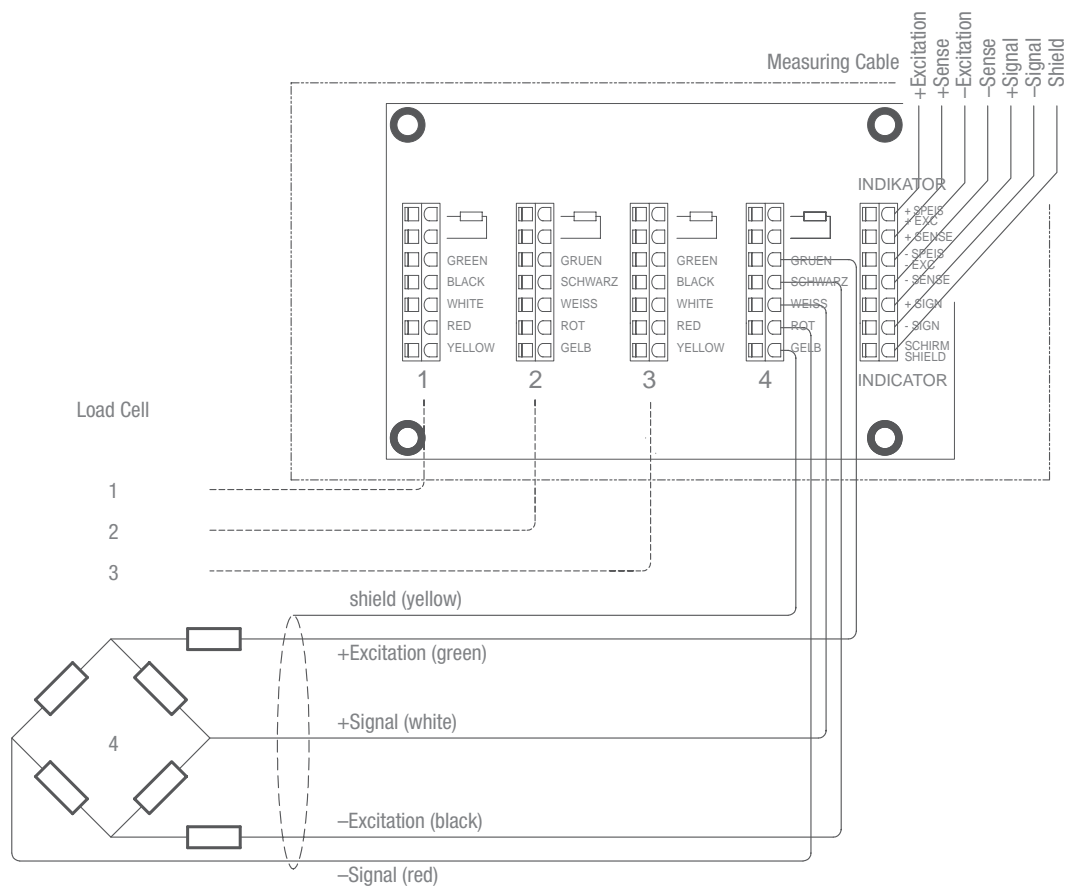 Measuring Cable
+Excitation
+Sense
–Excitation
–Sense
+Signal
–Signal
Shield
INDIKATOR
+ SPEIS
+ EXC
+ SENSE
- SPEIS
- EXC
- SENSE
+ SIGN
- SIGN
SCHIRM
SHIELD
INDICATOR
GREEN
BLACK
WHITE
RED
YELLOW
1
GRUEN
SCHWARZ
WEISS
ROT
GELB
2
GREEN
BLACK
WHITE
RED
YELLOW
3
GRUEN
SCHWARZ
WEISS
ROT
GELB
4
Load Cell
1
2
3
shield (yellow)
+Excitation (green)
+Signal (white)
4
–Excitation (black)
–Signal (red)